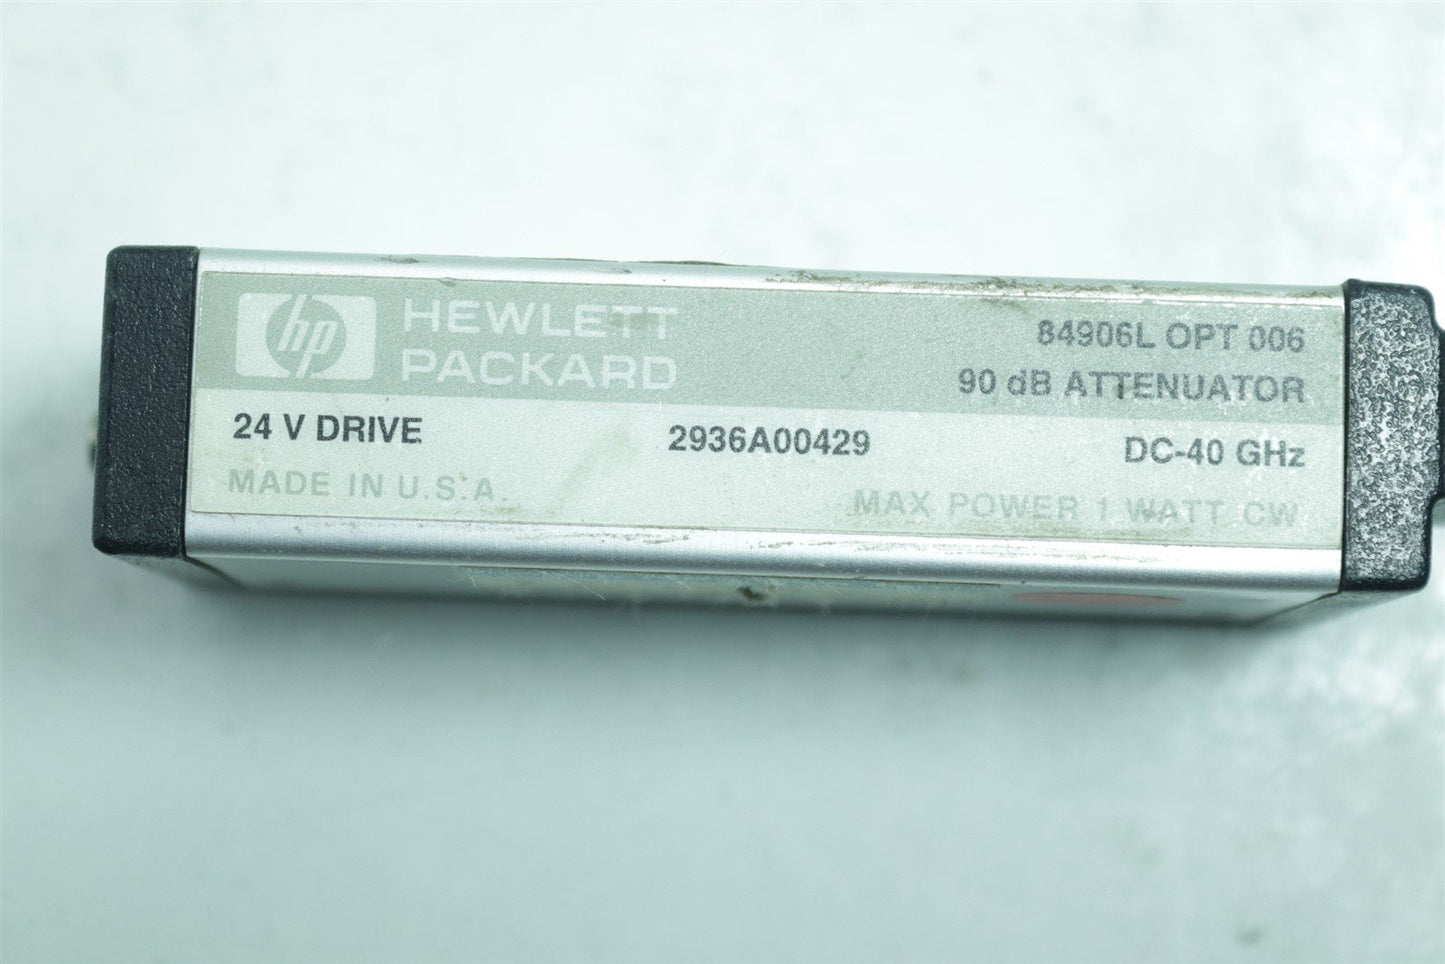 hp HEWLETT
PACKARD
84906L OPT 006
90 dB ATTENUATOR
24 V DRIVE 2936A00429 DC-40 GHz
MADE IN U.S.A. MAX POWER 1 WATT CW